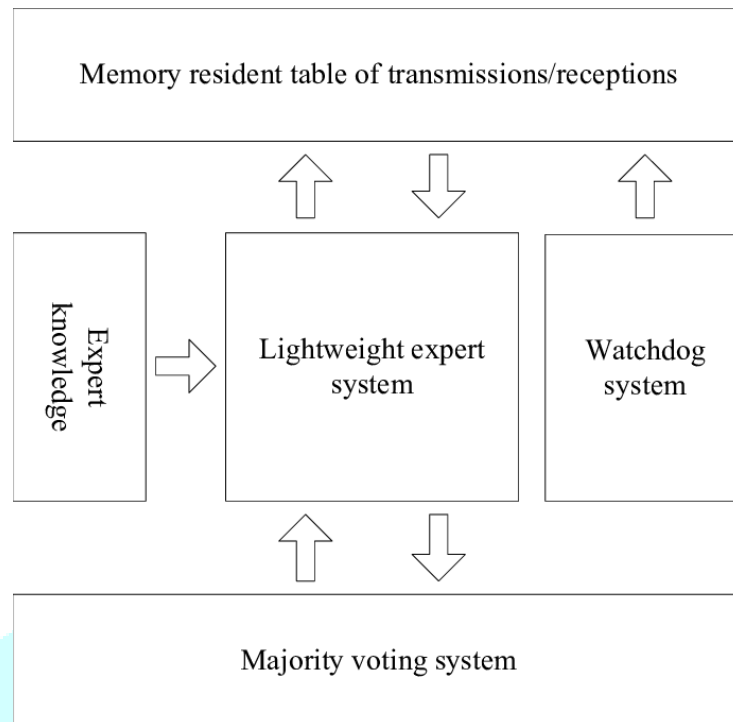 Memory resident table of transmissions/receptions
Expert
knowledge
Lightweight expert
system
Watchdog
system
Majority voting system